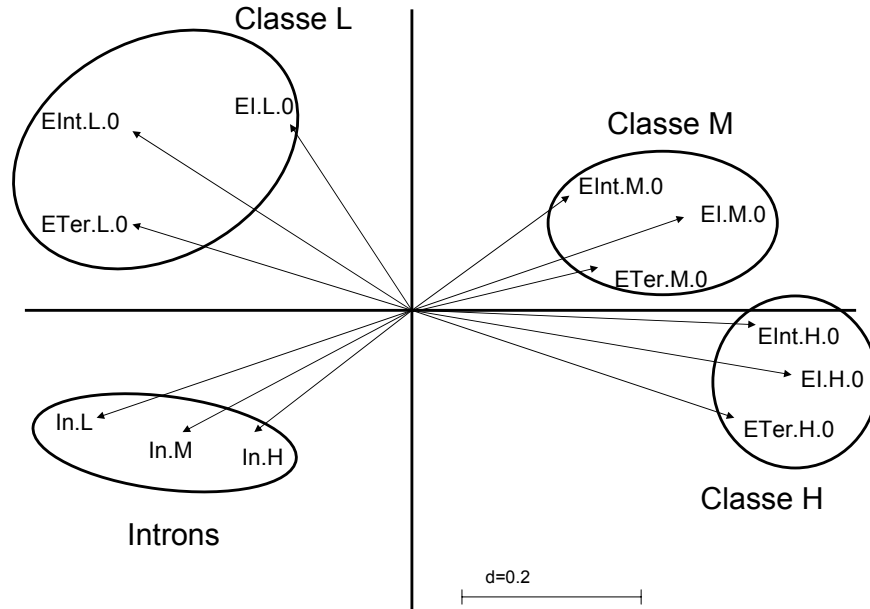 Classe L
EInt.L.0
EI.L.0
ETer.L.0
Classe M
EInt.M.0
EI.M.0
ETer.M.0
EInt.H.0
EI.H.0
ETer.H.0
Classe H
In.L
In.M
In.H
Introns
d=0.2